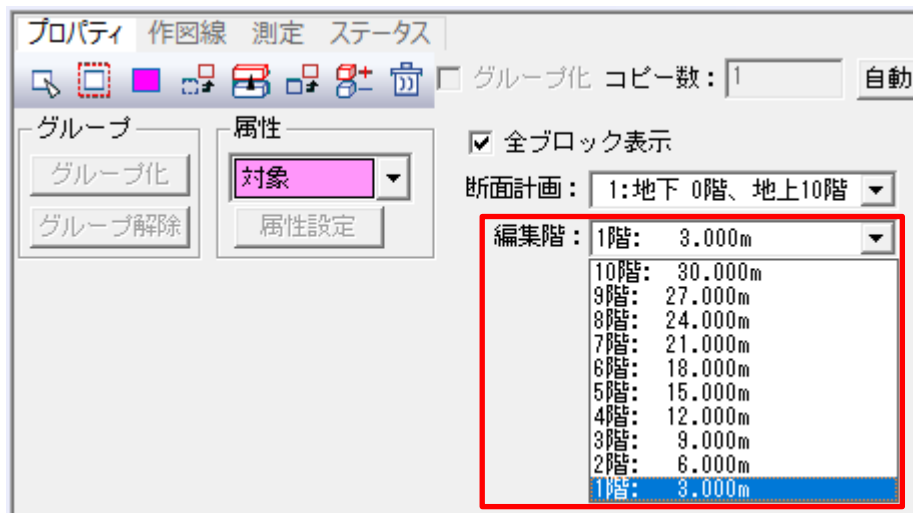 プロパティ 作図線 測定 ステータス
グループ化 コピー数：1 自動
グループ 属性
グループ化 対象
グループ解除 属性設定
全ブロック表示
断面計画： 1:地下 0階、地上10階
編集階： 1階: 3.000m
10階: 30.000m
9階: 27.000m
8階: 24.000m
7階: 21.000m
6階: 18.000m
5階: 15.000m
4階: 12.000m
3階: 9.000m
2階: 6.000m
1階: 3.000m